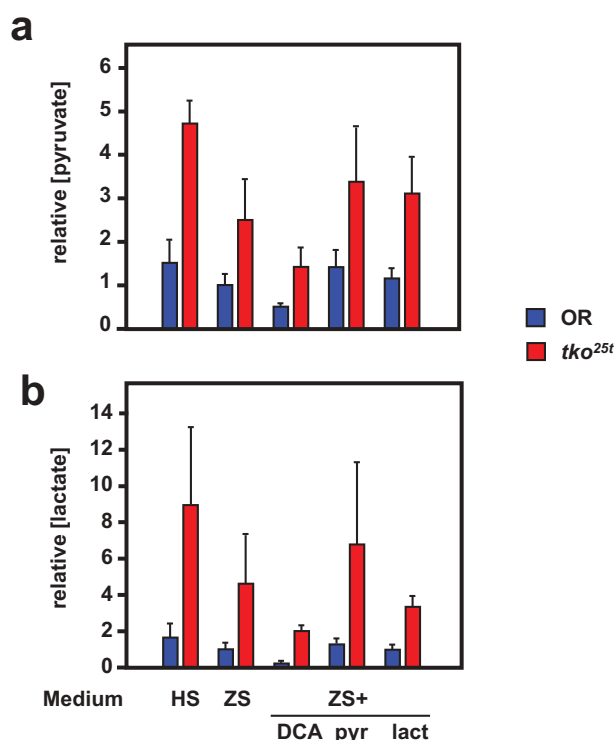 a
relative [pyruvate]
6
5
4
3
2
1
0
OR
tko25t
b
relative [lactate]
14
12
10
8
6
4
2
0
Medium HS ZS ZS+
DCA pyr lact